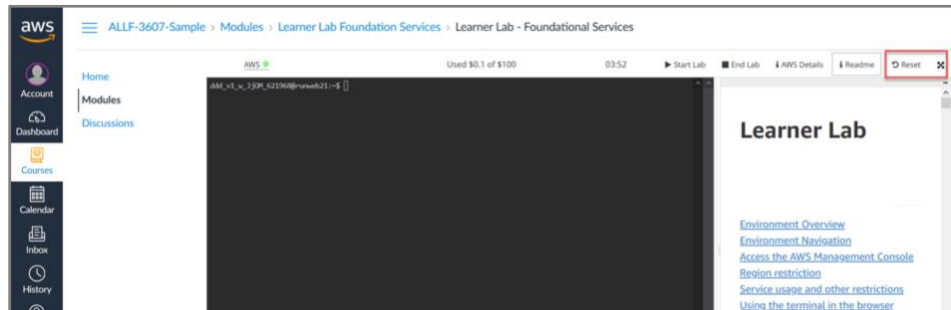 aws
ALLF-3607-Sample > Modules > Learner Lab Foundation Services > Learner Lab - Foundational Services
AWS
Used $0.1 of $100
03:52
Start Lab
End Lab
AWS Details
Readme
Reset
Account
Dashboard
Courses
Calendar
Inbox
History
Home
Modules
Discussions
Learner Lab
Environment Overview
Environment Navigation
Access the AWS Management Console
Region restriction
Service usage and other restrictions
Using the terminal in the browser